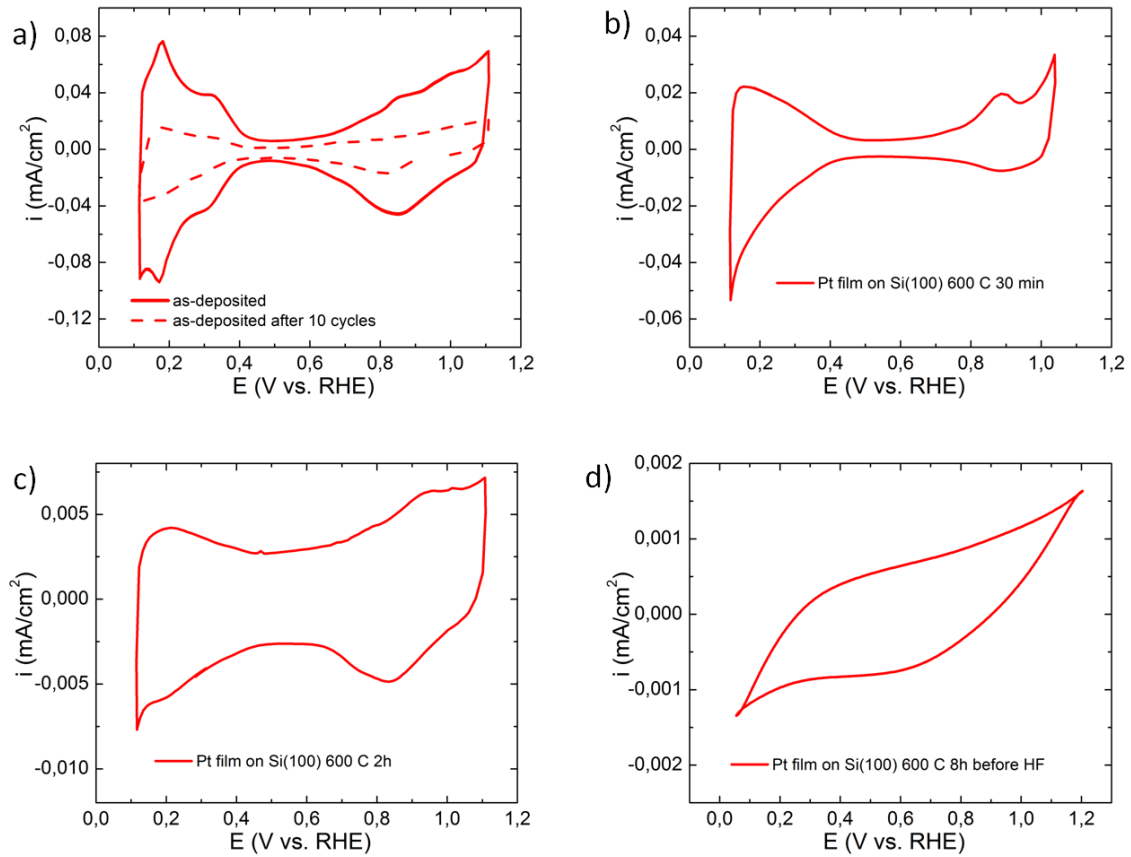 a)
0,08
0,04
0,00
-0,04
-0,08
-0,12
i (mA/cm²)
as-deposited
as-deposited after 10 cycles
0,0 0,2 0,4 0,6 0,8 1,0 1,2
E (V vs. RHE)
b)
0,04
0,02
0,00
-0,02
-0,04
-0,06
i (mA/cm²)
Pt film on Si(100) 600 C 30 min
0,0 0,2 0,4 0,6 0,8 1,0 1,2
E (V vs. RHE)
c)
0,005
0,000
-0,005
-0,010
i (mA/cm²)
Pt film on Si(100) 600 C 2h
0,0 0,2 0,4 0,6 0,8 1,0 1,2
E (V vs. RHE)
d)
0,002
0,001
0,000
-0,001
-0,002
i (mA/cm²)
Pt film on Si(100) 600 C 8h before HF
0,0 0,2 0,4 0,6 0,8 1,0 1,2
E (V vs. RHE)